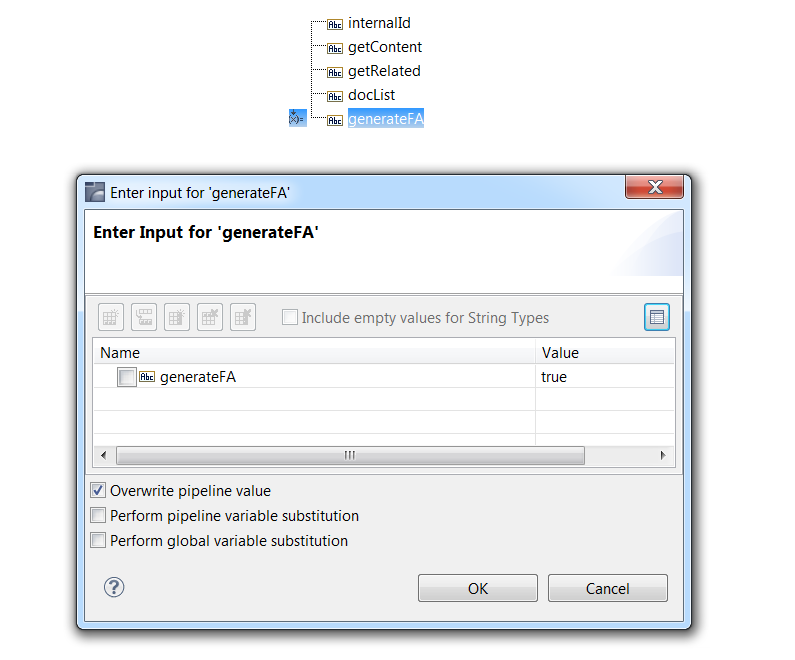 Abc internalId
Abc getContent
Abc getRelated
Abc docList
(x)= Abc generateFA
Enter input for 'generateFA'
Enter Input for 'generateFA'
Include empty values for String Types
Name Value
Abc generateFA true
Overwrite pipeline value
Perform pipeline variable substitution
Perform global variable substitution
? OK Cancel